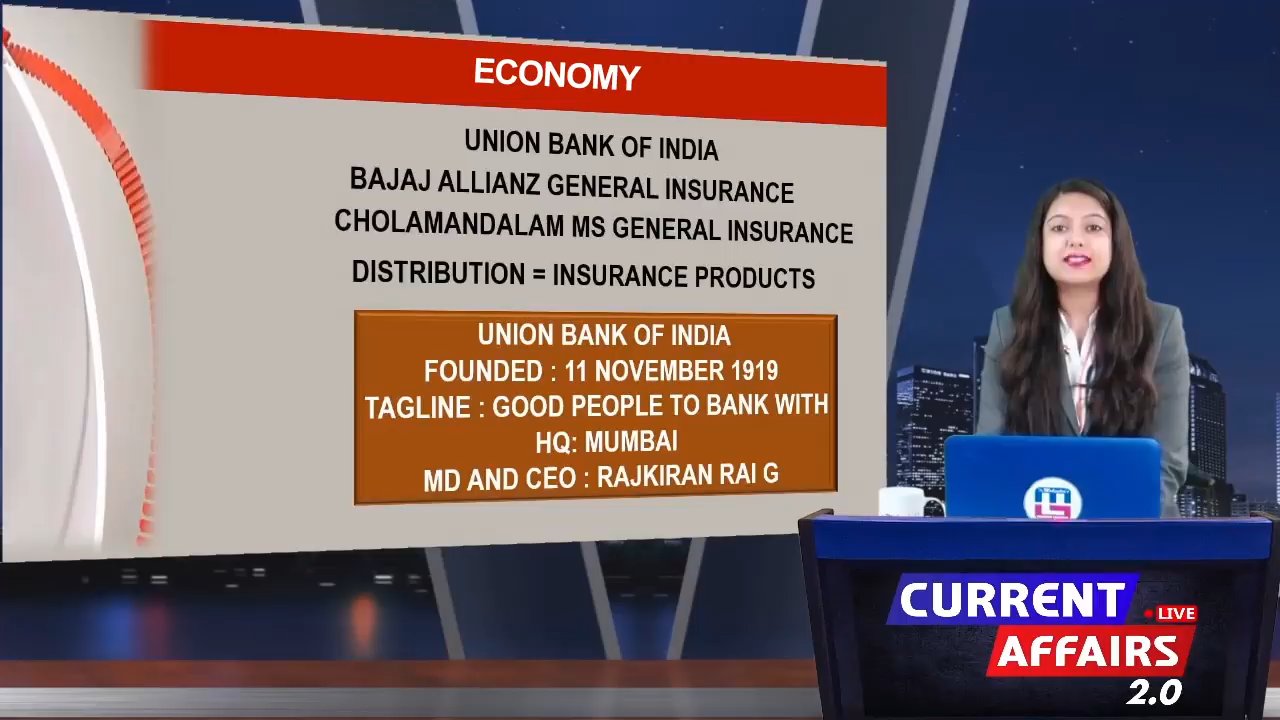 ECONOMY
UNION BANK OF INDIA
BAJAJ ALLIANZ GENERAL INSURANCE
CHOLAMANDALAM MS GENERAL INSURANCE
DISTRIBUTION = INSURANCE PRODUCTS
UNION BANK OF INDIA
FOUNDED : 11 NOVEMBER 1919
TAGLINE : GOOD PEOPLE TO BANK WITH
HQ: MUMBAI
MD AND CEO : RAJKIRAN RAI G
CURRENT
LIVE
AFFAIRS
2.0